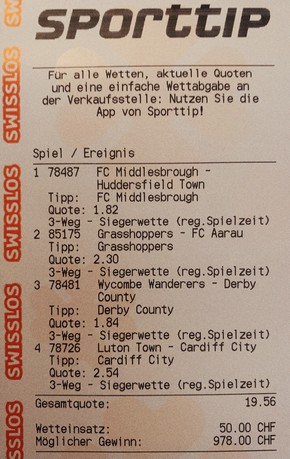 sporttip
Für alle Wetten, aktuelle Quoten
und eine einfache Wettabgabe an
der Verkaufsstelle: Nutzen Sie die
App von Sporttip!
Spiel / Ereignis
1 78487 FC Middlesbrough -
Huddersfield Town
Tipp: FC Middlesbrough
Quote: 1.82
3-Weg - Siegerwette (reg.Spielzeit)
2 85175 Grasshoppers - FC Aarau
Tipp: Grasshoppers
Quote: 2.30
3-Weg - Siegerwette (reg.Spielzeit)
3 78481 Wycombe Wanderers - Derby
County
Tipp: Derby County
Quote: 1.84
3-Weg - Siegerwette (reg.Spielzeit)
4 78726 Luton Town - Cardiff City
Tipp: Cardiff City
Quote: 2.54
3-Weg - Siegerwette (reg.Spielzeit)
Gesamtquote: 19.56
Wetteinsatz: 50.00 CHF
Möglicher Gewinn: 978.00 CHF
SWISSLOS
SWISSLOS
SWISSLOS